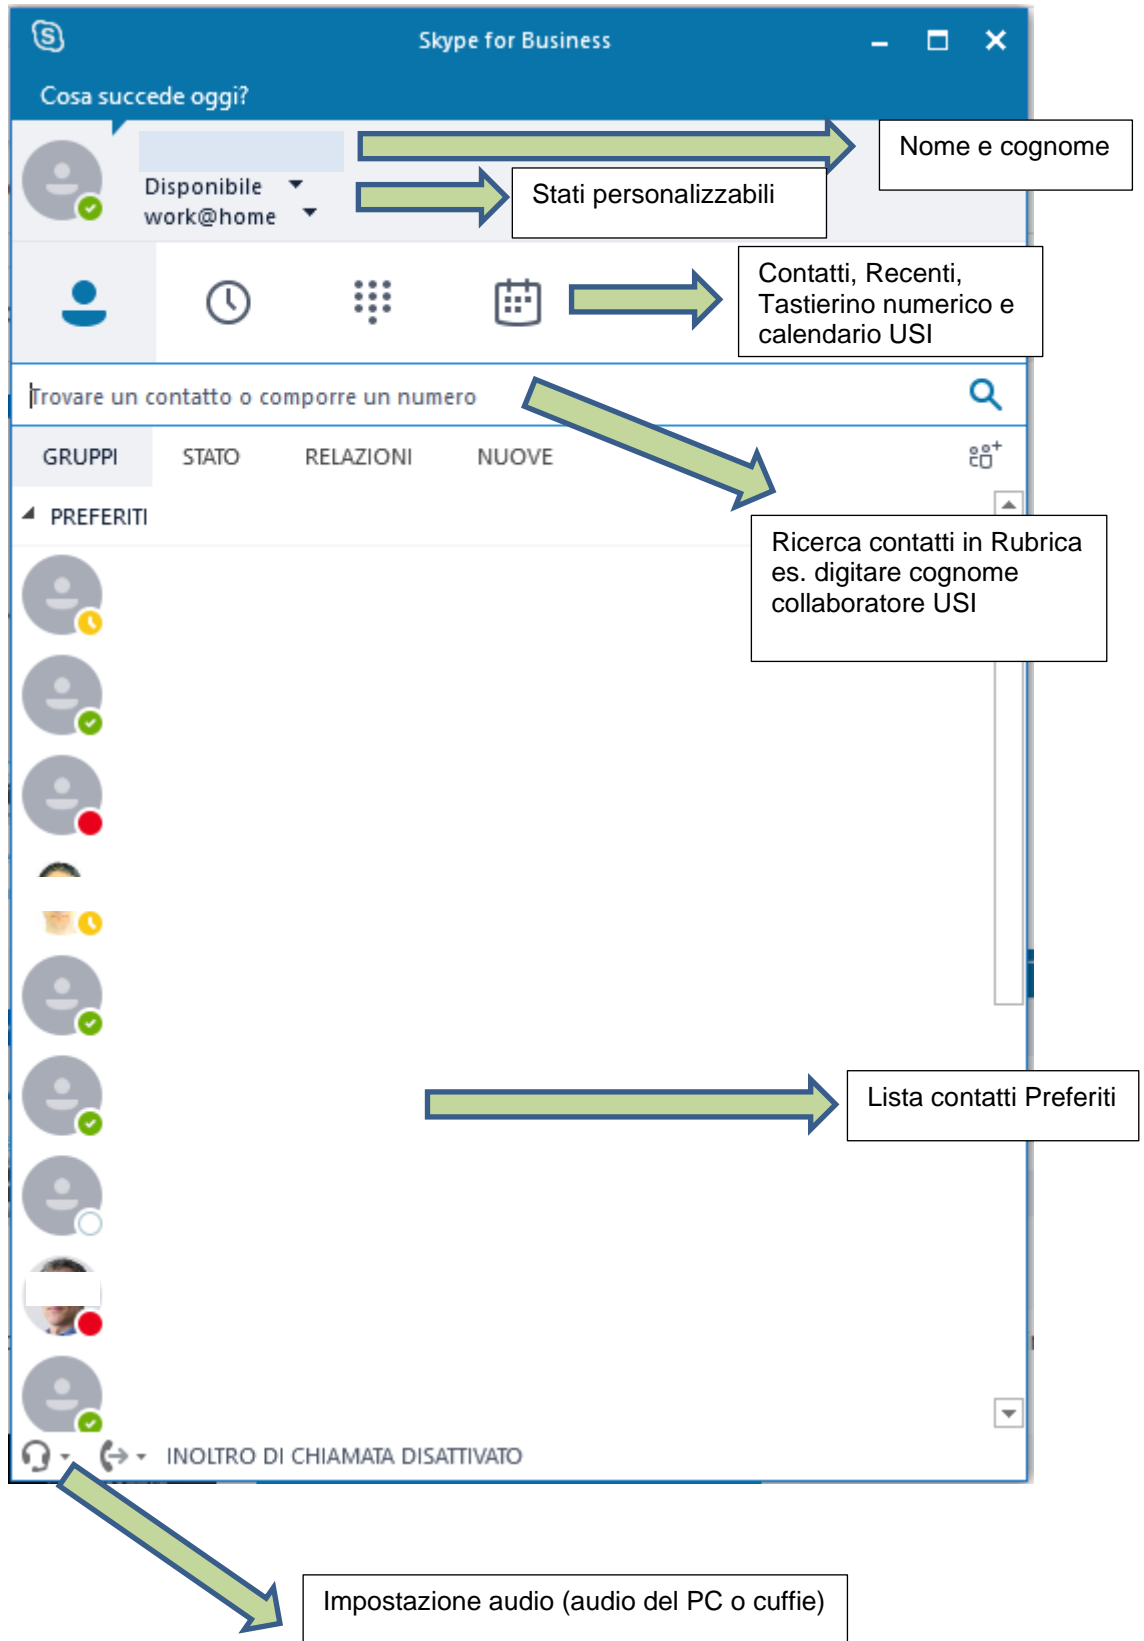 Skype for Business
Cosa succede oggi?
Nome e cognome
Disponibile
work@home
Stati personalizzabili
Contatti, Recenti,
Tastierino numerico e
calendario USI
Trovare un contatto o comporre un numero
GRUPPI STATO RELAZIONI NUOVE
PREFERITI
Ricerca contatti in Rubrica
es. digitare cognome
collaboratore USI
Lista contatti Preferiti
INOLTRO DI CHIAMATA DISATTIVATO
Impostazione audio (audio del PC o cuffie)